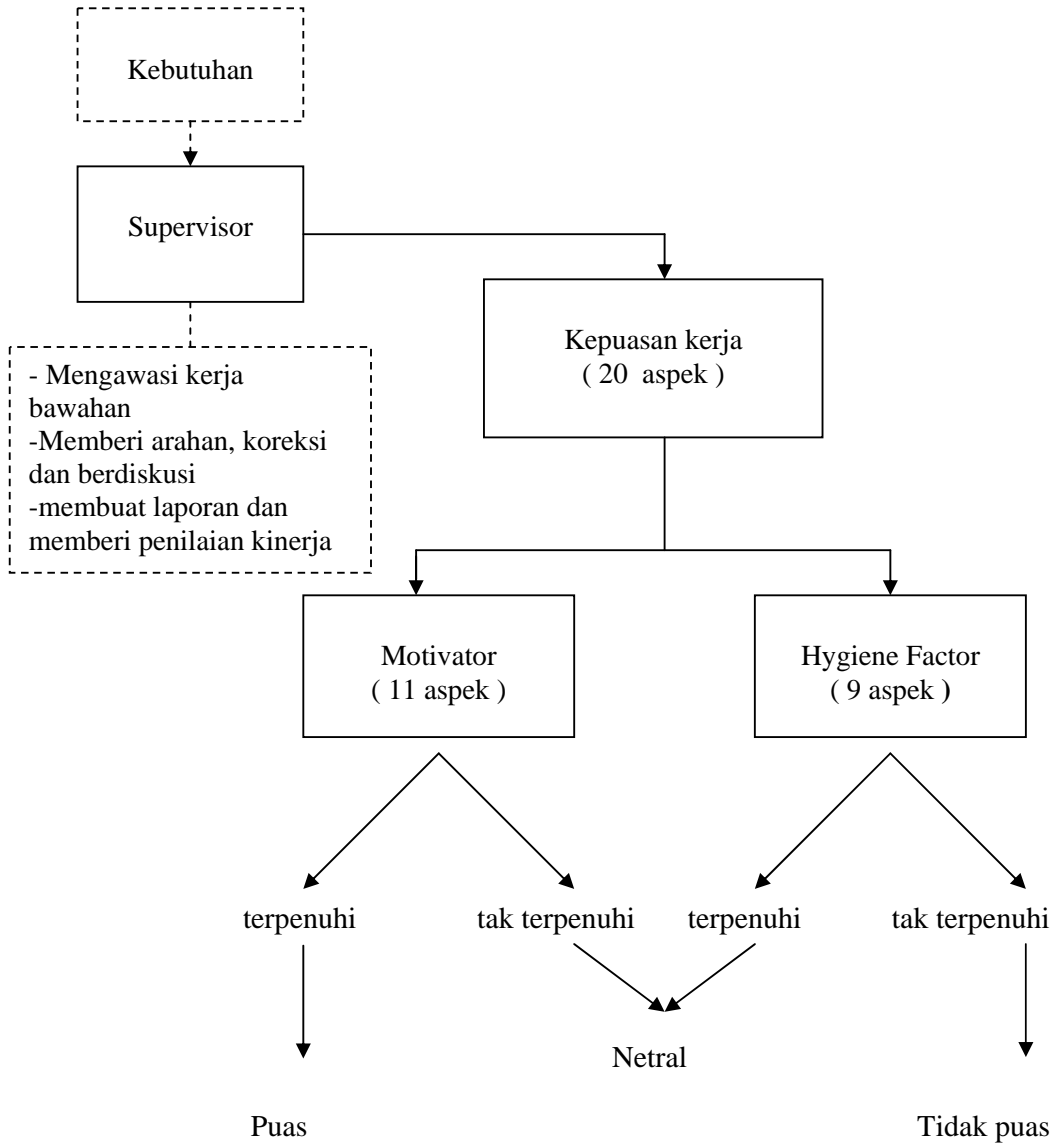 Kebutuhan
Supervisor
Kepuasan kerja
( 20 aspek )
- Mengawasi kerja
bawahan
-Memberi arahan, koreksi
dan berdiskusi
-membuat laporan dan
memberi penilaian kinerja
Motivator
( 11 aspek )
Hygiene Factor
( 9 aspek )
terpenuhi
tak terpenuhi
terpenuhi
tak terpenuhi
Netral
Puas
Tidak puas